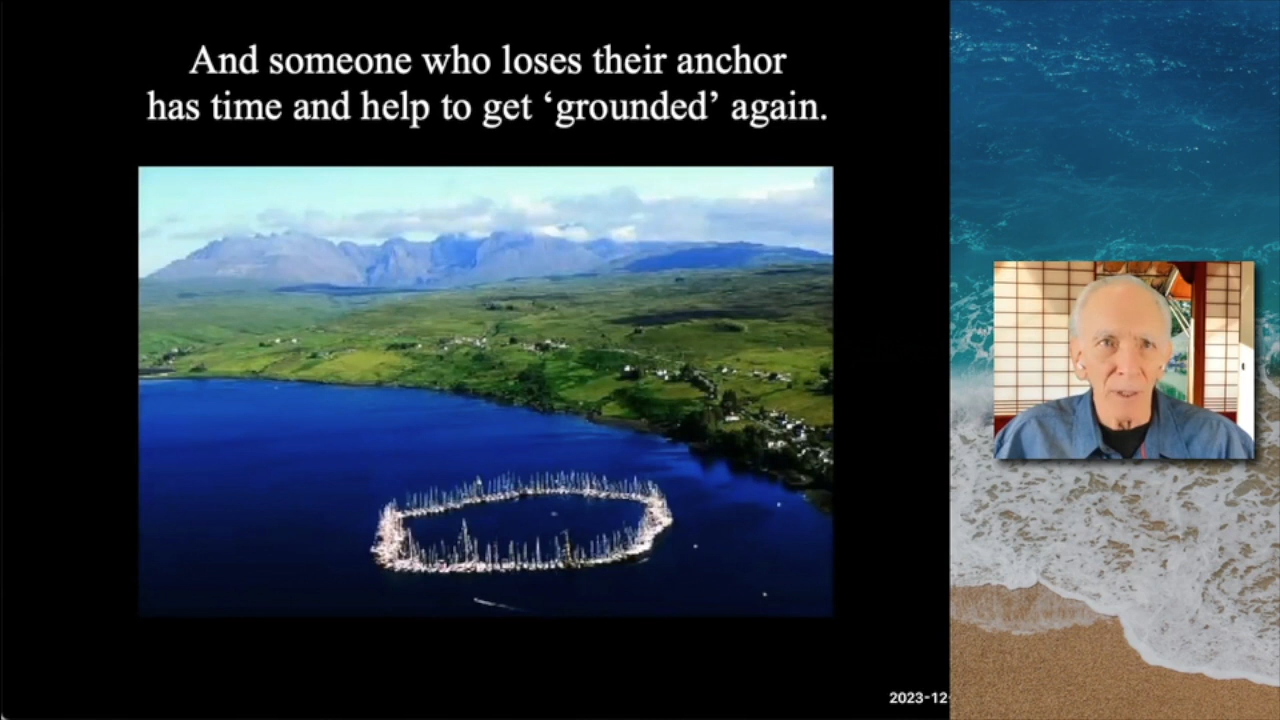 And someone who loses their anchor
has time and help to get ‘grounded’ again.
2023-12-